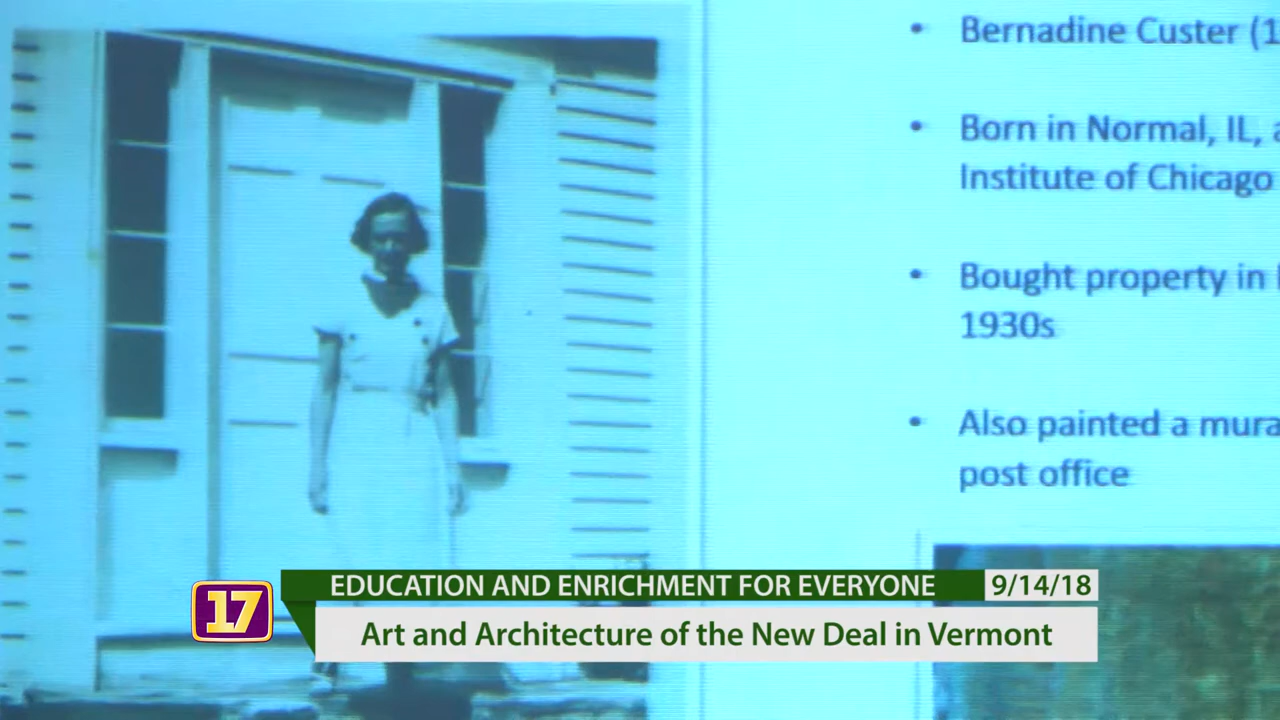 Bernadine Custer (1
Born in Normal, IL,
Institute of Chicago
Bought property in
1930s
Also painted a mura
post office
EDUCATION AND ENRICHMENT FOR EVERYONE
9/14/18
17
Art and Architecture of the New Deal in Vermont